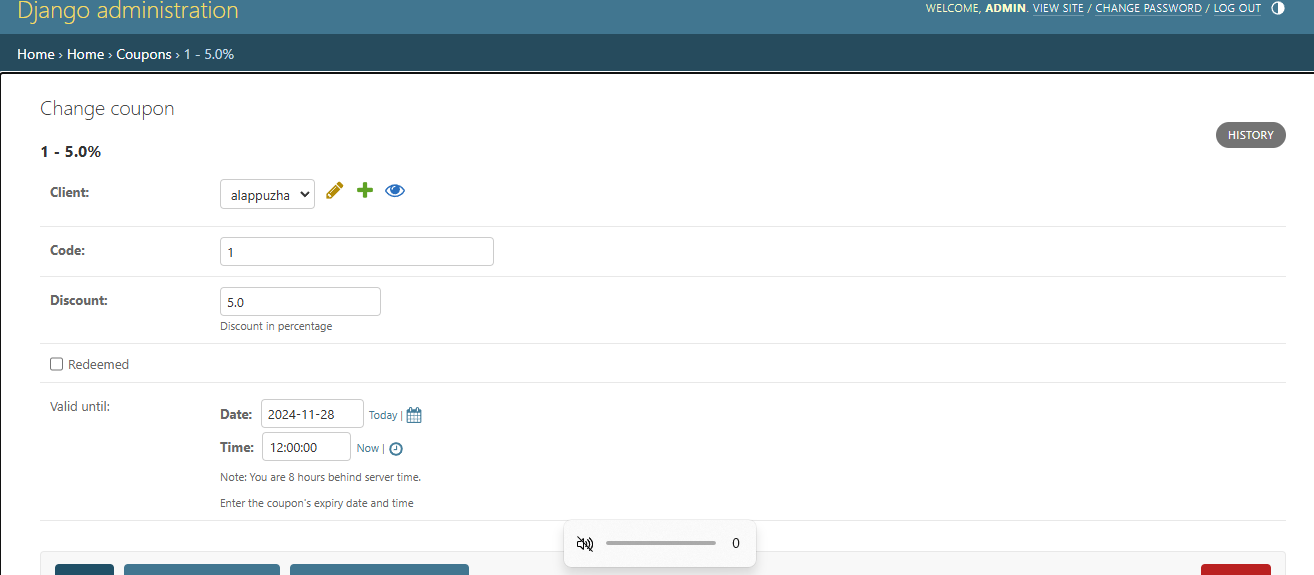 Django administration
WELCOME, ADMIN. VIEW SITE / CHANGE PASSWORD / LOG OUT
Home › Home › Coupons › 1 - 5.0%
Change coupon
HISTORY
1 - 5.0%
Client: alappuzha
Code: 1
Discount: 5.0
Discount in percentage
Redeemed
Valid until:
Date: 2024-11-28 Today |
Time: 12:00:00 Now |
Note: You are 8 hours behind server time.
Enter the coupon's expiry date and time
0